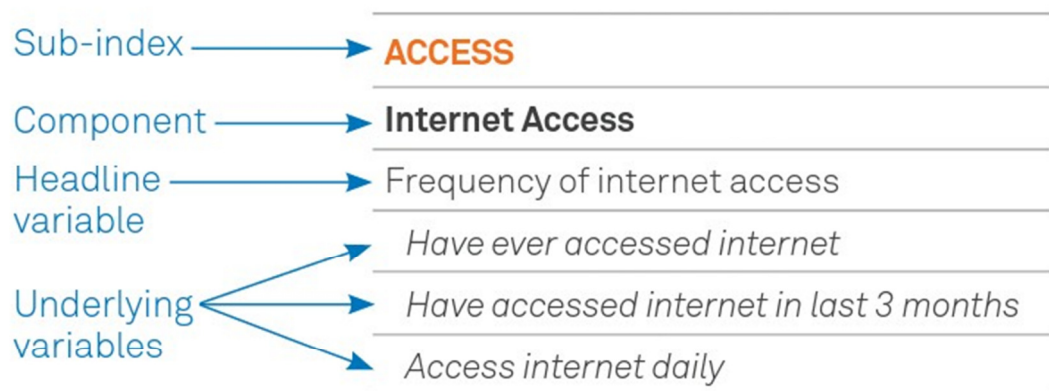 Sub-index
ACCESS
Component
Internet Access
Headline
variable
Frequency of internet access
Have ever accessed internet
Underlying
variables
Have accessed internet in last 3 months
Access internet daily